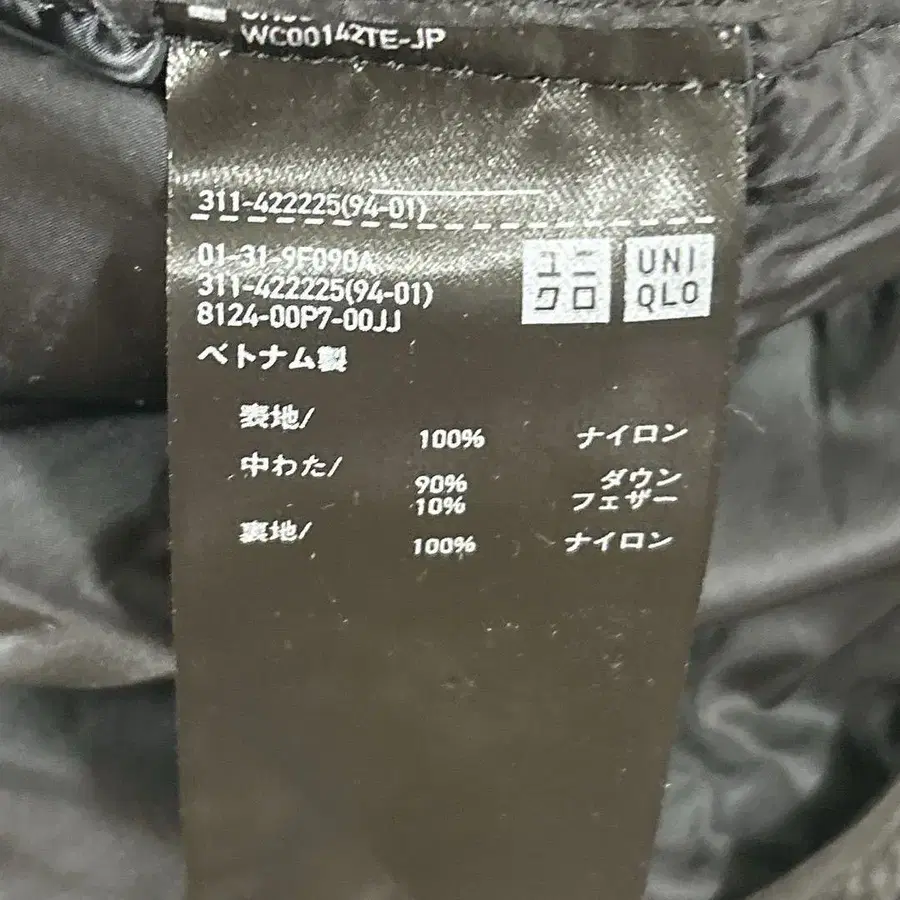 WC00142TE-JP
311-422225(94-01)
01-31-9F090A
311-422225(94-01)
8124-00P7-00JJ
ユニ
クロ
UNI
QLO
ベトナム製
表地/
100% ナイロン
中わた/
90% ダウン
10% フェザー
裏地/
100% ナイロン